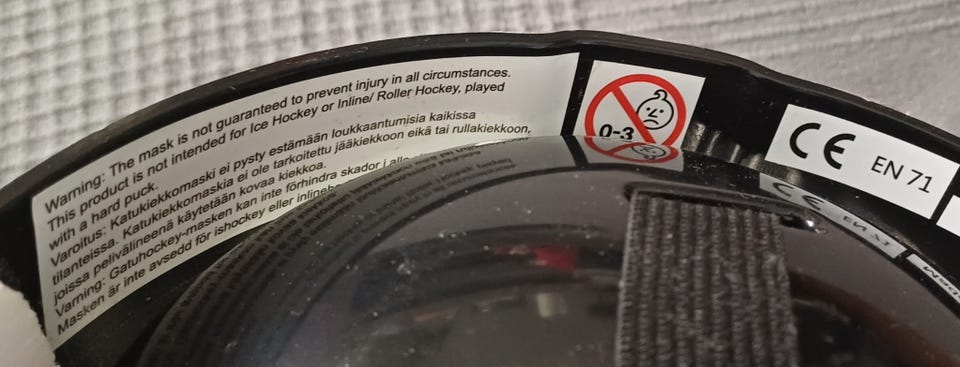 Warning: The mask is not guaranteed to prevent injury in all circumstances.
This product is not intended for Ice Hockey or Inline/ Roller Hockey, played
with a hard puck.
Varoitus: Katukiekkomaski ei pysty estämään loukkaantumisia kaikissa
tilanteissa. Katukiekkomaskia ei ole tarkoitettu jääkiekkoon eikä tai rullakiekkoon,
joissa pelivälineenä käytetään kovaa kiekkoa.
Varning: Gatuhockey-masken kan inte förhindra skador i
Masken är inte avsedd för ishockey eller
0-3
CE EN 71